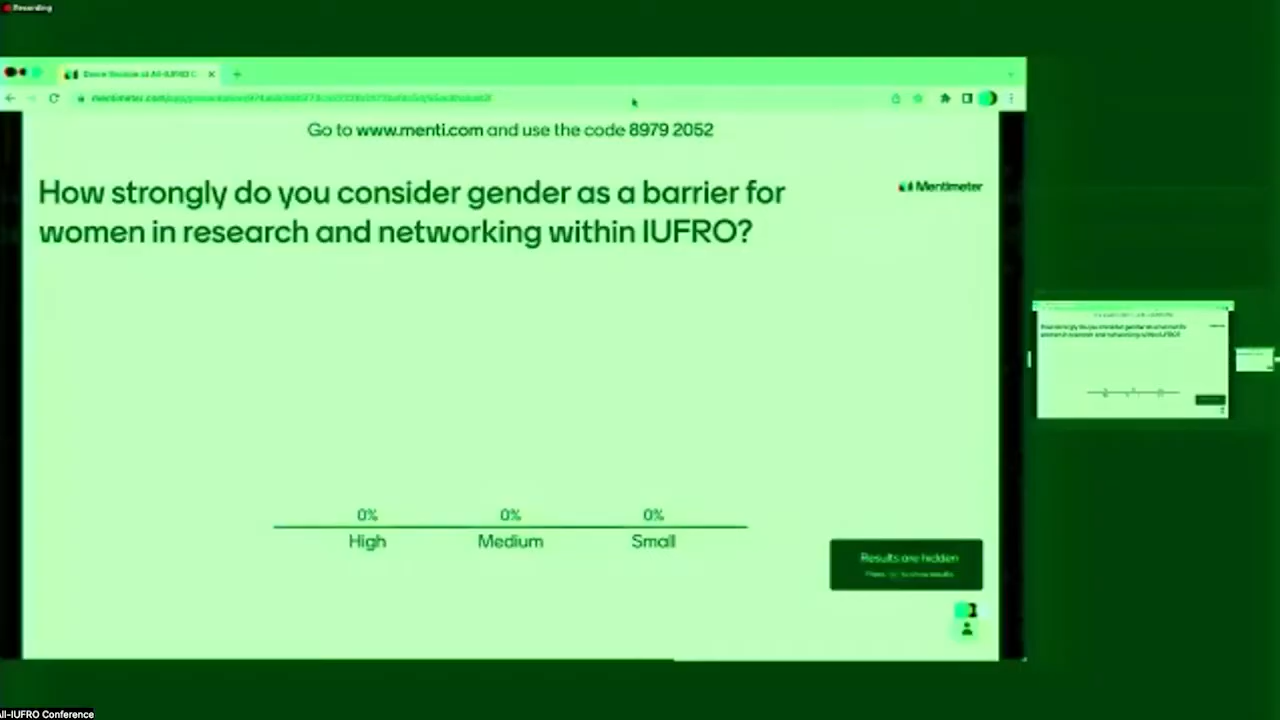 Recording
Go to www.menti.com and use the code 8979 2052
How strongly do you consider gender as a barrier for
women in research and networking within IUFRO?
Mentimeter
0% 0% 0%
High Medium Small
Results are hidden
All-IUFRO Conference